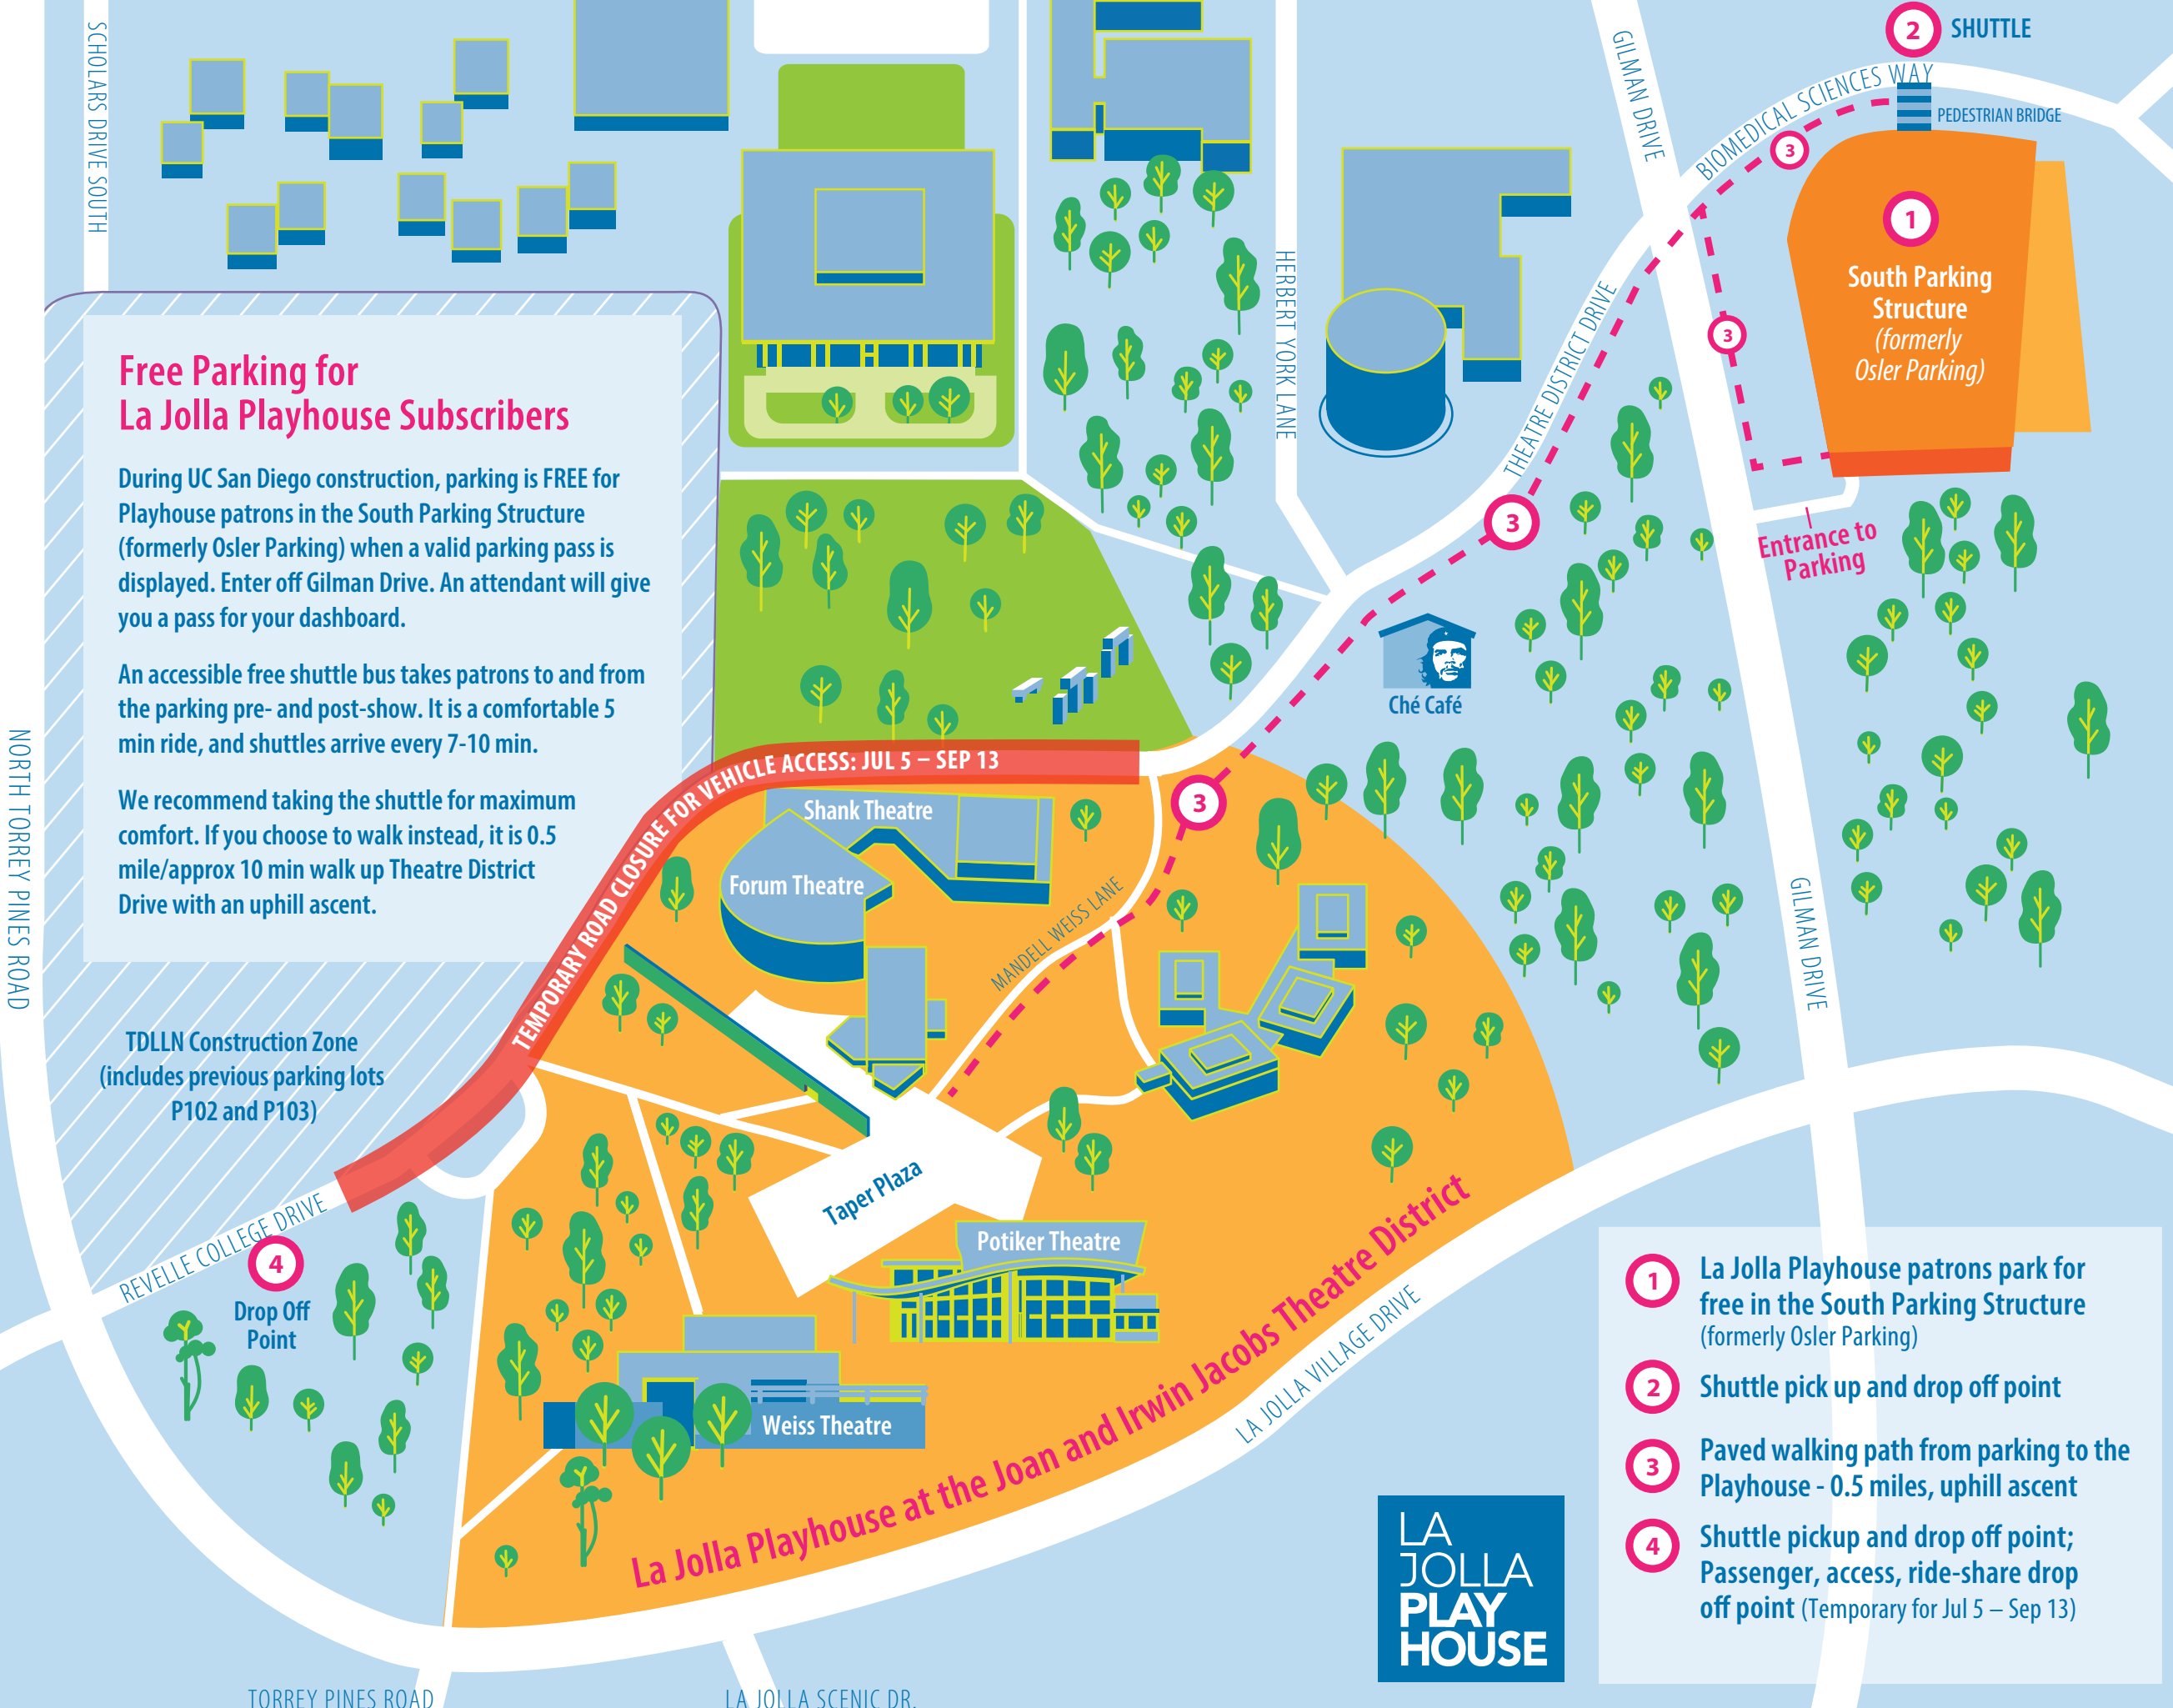 SCHOLARS DRIVE SOUTH
GILMAN DRIVE
2
SHUTTLE
BIOMEDICAL SCIENCES WAY
PEDESTRIAN BRIDGE
3
1
South Parking
Structure
(formerly
Osler Parking)
3
HERBERT YORK LANE
THEATRE DISTRICT DRIVE
3
Entrance to
Parking
Free Parking for
La Jolla Playhouse Subscribers
During UC San Diego construction, parking is FREE for
Playhouse patrons in the South Parking Structure
(formerly Osler Parking) when a valid parking pass is
displayed. Enter off Gilman Drive. An attendant will give
you a pass for your dashboard.
An accessible free shuttle bus takes patrons to and from
the parking pre- and post-show. It is a comfortable 5
min ride, and shuttles arrive every 7-10 min.
We recommend taking the shuttle for maximum
comfort. If you choose to walk instead, it is 0.5
mile/approx 10 min walk up Theatre District
Drive with an uphill ascent.
NORTH TORREY PINES ROAD
Ché Café
TEMPORARY ROAD CLOSURE FOR VEHICLE ACCESS: JUL 5 – SEP 13
Shank Theatre
3
Forum Theatre
MANDELL WEISS LANE
GILMAN DRIVE
TDLLN Construction Zone
(includes previous parking lots
P102 and P103)
Taper Plaza
REVELLE COLLEGE DRIVE
4
Drop Off
Point
Potiker Theatre
Weiss Theatre
La Jolla Playhouse at the Joan and Irwin Jacobs Theatre District
LA JOLLA VILLAGE DRIVE
TORREY PINES ROAD
LA JOLLA SCENIC DR.
LA
JOLLA
PLAY
HOUSE
1
La Jolla Playhouse patrons park for
free in the South Parking Structure
(formerly Osler Parking)
2
Shuttle pick up and drop off point
3
Paved walking path from parking to the
Playhouse - 0.5 miles, uphill ascent
4
Shuttle pickup and drop off point;
Passenger, access, ride-share drop
off point (Temporary for Jul 5 – Sep 13)